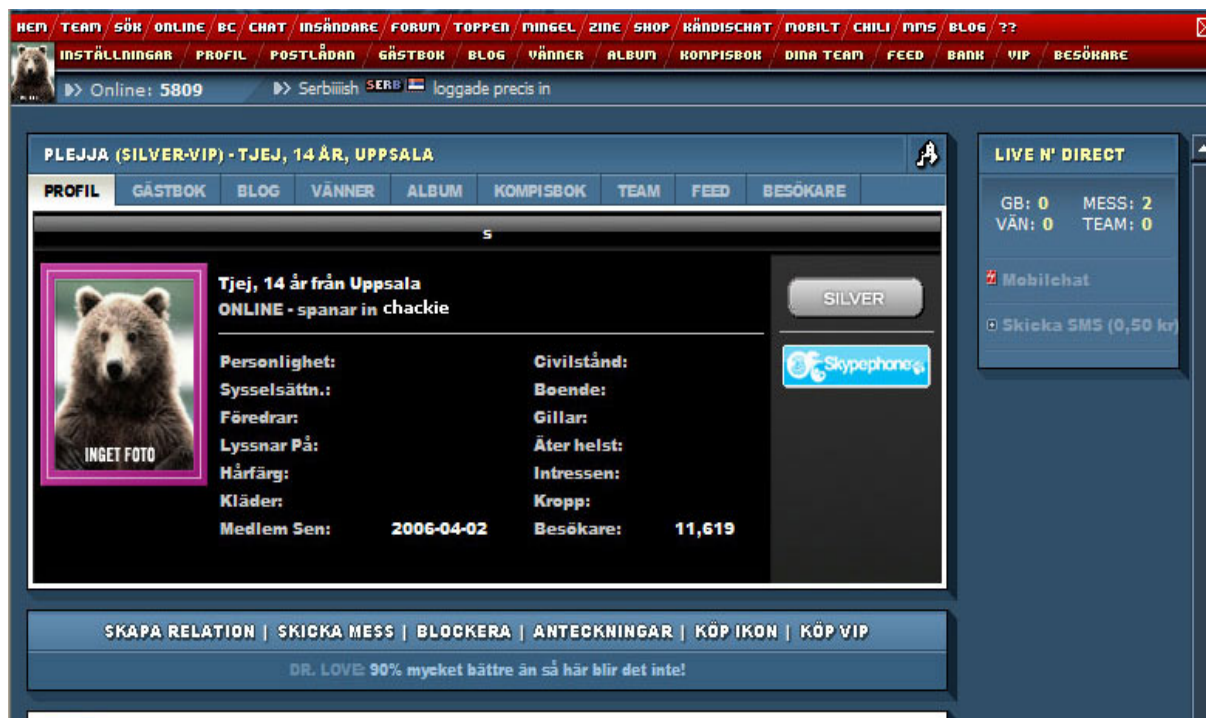 HEM / TEAM / SÖK / ONLINE / BC / CHAT / INSÄNDARE / FORUM / TOPPEN / MINGEL / ZINE / SHOP / KÄNDISCHAT / MOBILT / CHILI / MMS / BLOG / ??
INSTÄLLNINGAR / PROFIL / POSTLÅDAN / GÄSTBOK / BLOG / VÄNNER / ALBUM / KOMPISBOK / DINA TEAM / FEED / BANK / VIP / BESÖKARE
Online: 5809 Serbiiish SERB loggade precis in
PLEJJA (SILVER-VIP) - TJEJ, 14 ÅR, UPPSALA
PROFIL GÄSTBOK BLOG VÄNNER ALBUM KOMPISBOK TEAM FEED BESÖKARE
s
Tjej, 14 år från Uppsala
ONLINE - spanar in chackie
Personlighet: Civilstånd:
Sysselsättn.: Boende:
Föredrar: Gillar:
Lyssnar På: Äter helst:
Hårfärg: Intressen:
Kläder: Kropp:
Medlem Sen: 2006-04-02 Besökare: 11,619
INGET FOTO
SILVER
Skypephone
SKAPA RELATION | SKICKA MESS | BLOCKERA | ANTECKNINGAR | KÖP IKON | KÖP VIP
DR. LOVE: 90% mycket bättre än så här blir det inte!
LIVE N' DIRECT
GB: 0 MESS: 2
VÄN: 0 TEAM: 0
Mobilchat
Skicka SMS (0,50 kr)